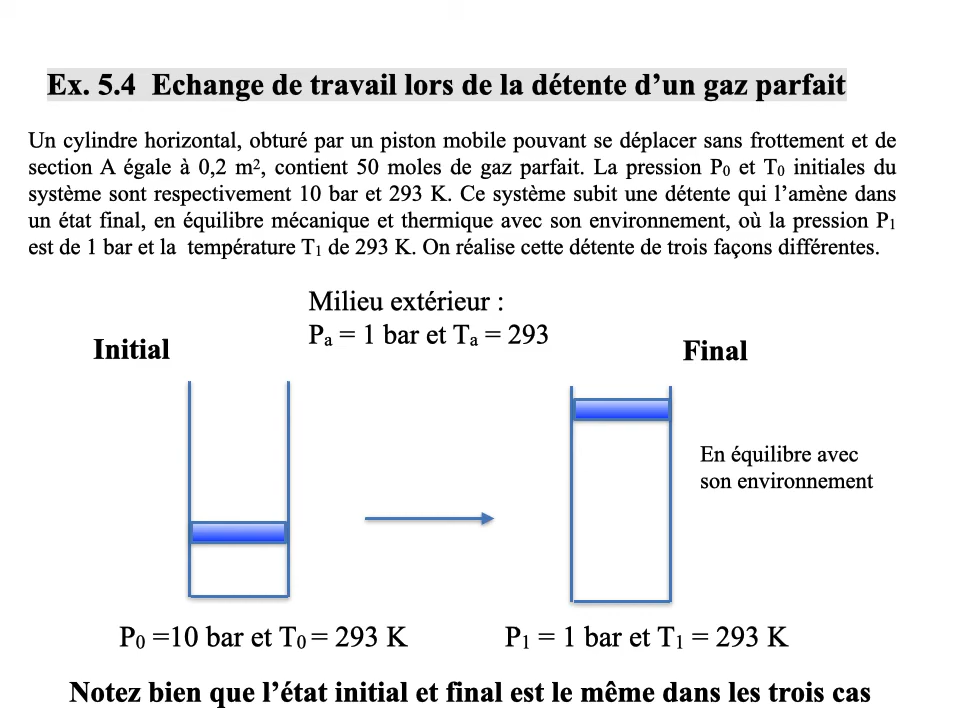 Ex. 5.4  Echange de travail lors de la détente d’un gaz parfait
Un cylindre horizontal, obturé par un piston mobile pouvant se déplacer sans frottement et de
section A égale à 0,2 m², contient 50 moles de gaz parfait. La pression P₀ et T₀ initiales du
système sont respectivement 10 bar et 293 K. Ce système subit une détente qui l’amène dans
un état final, en équilibre mécanique et thermique avec son environnement, où la pression P₁
est de 1 bar et la  température T₁ de 293 K. On réalise cette détente de trois façons différentes.
Milieu extérieur :
Pₐ = 1 bar et Tₐ = 293
Initial
Final
En équilibre avec
son environnement
P₀ =10 bar et T₀ = 293 K
P₁ = 1 bar et T₁ = 293 K
Notez bien que l’état initial et final est le même dans les trois cas